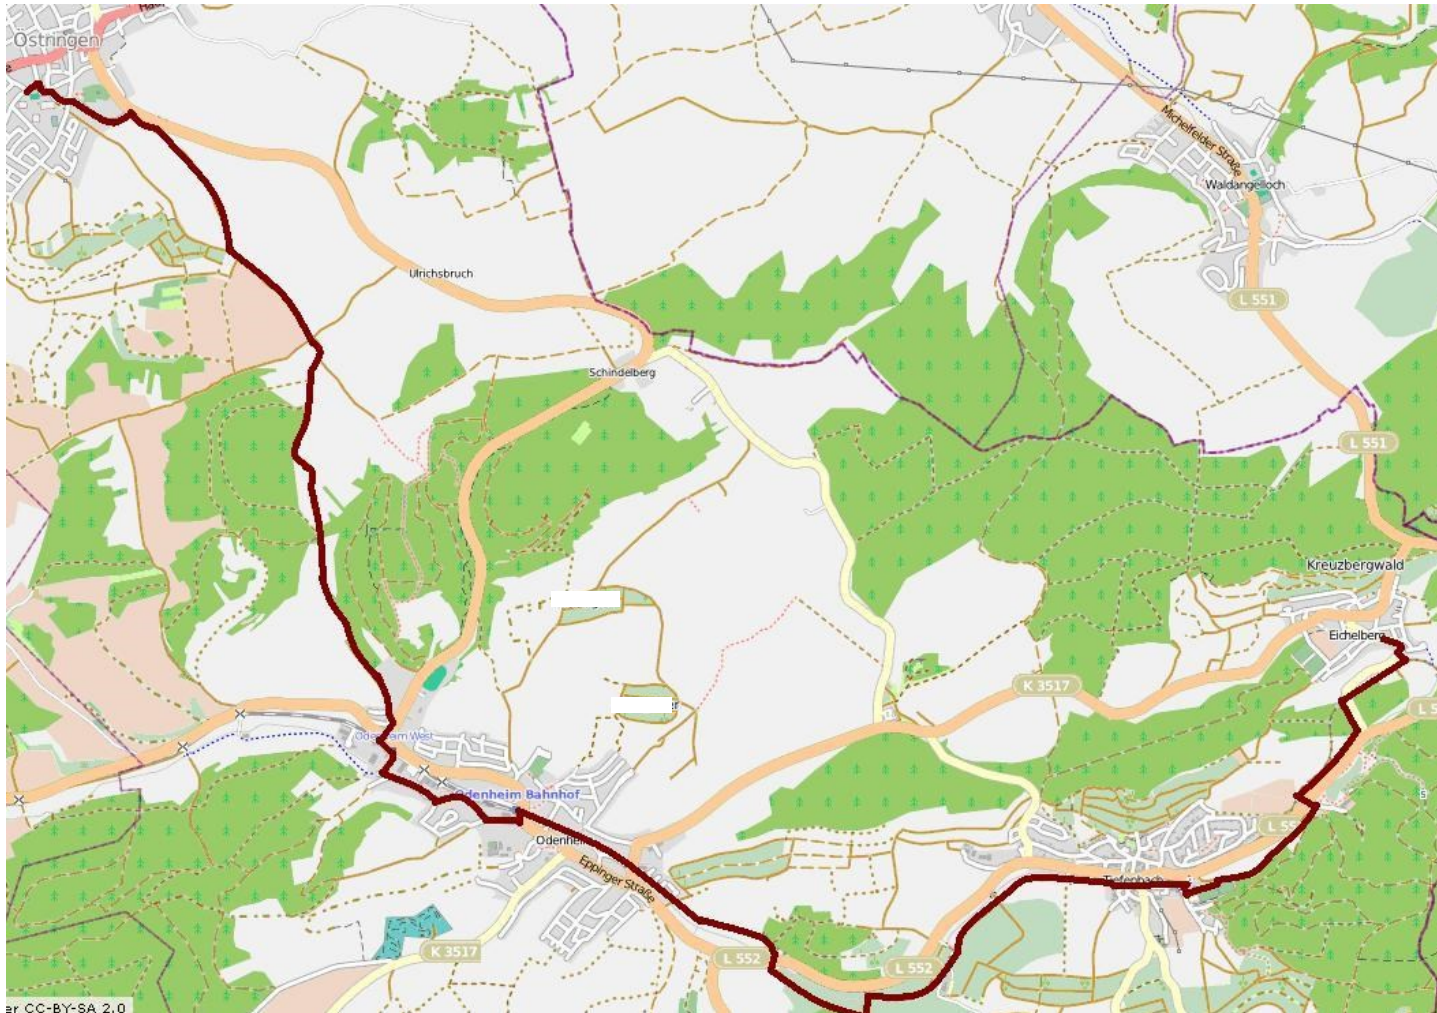 Östringen
Michelfelder Straße
Waldangelloch
Ulrichsbruch
L 551
Schindelberg
L 551
Kreuzbergwald
Eichelberg
K 3517
Odenheim West
Odenheim Bahnhof
Eppinger Straße
Tiefenbach
K 3517
L 552
L 552
er CC-BY-SA 2.0